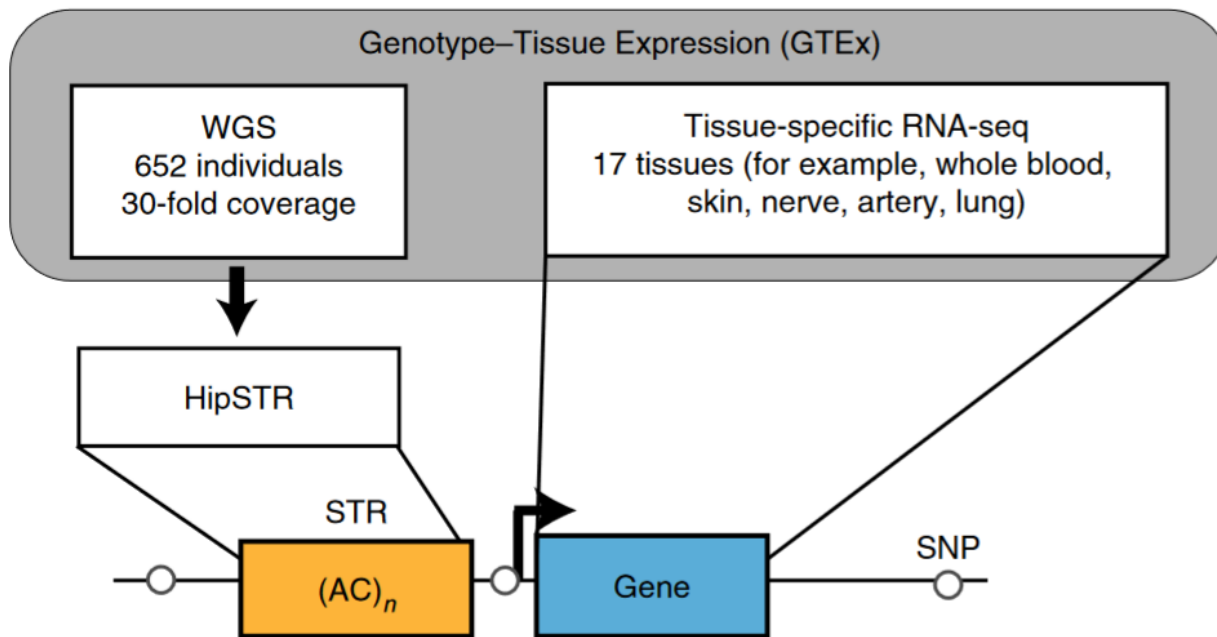 Genotype–Tissue Expression (GTEx)
WGS
652 individuals
30-fold coverage
Tissue-specific RNA-seq
17 tissues (for example, whole blood,
skin, nerve, artery, lung)
HipSTR
STR
SNP
(AC)n
Gene